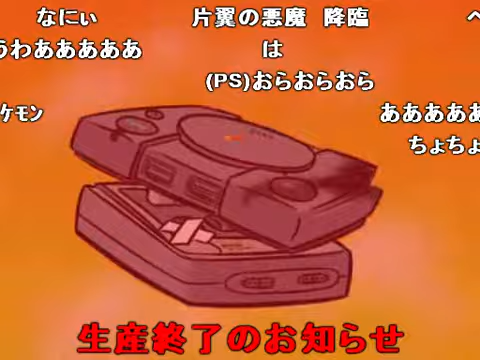 なにぃ 片翼の悪魔 降臨 へ
うわあああああ は
(PS)おらおらおら
ケモン あああああ
ちょちょ
生産終了のお知らせ